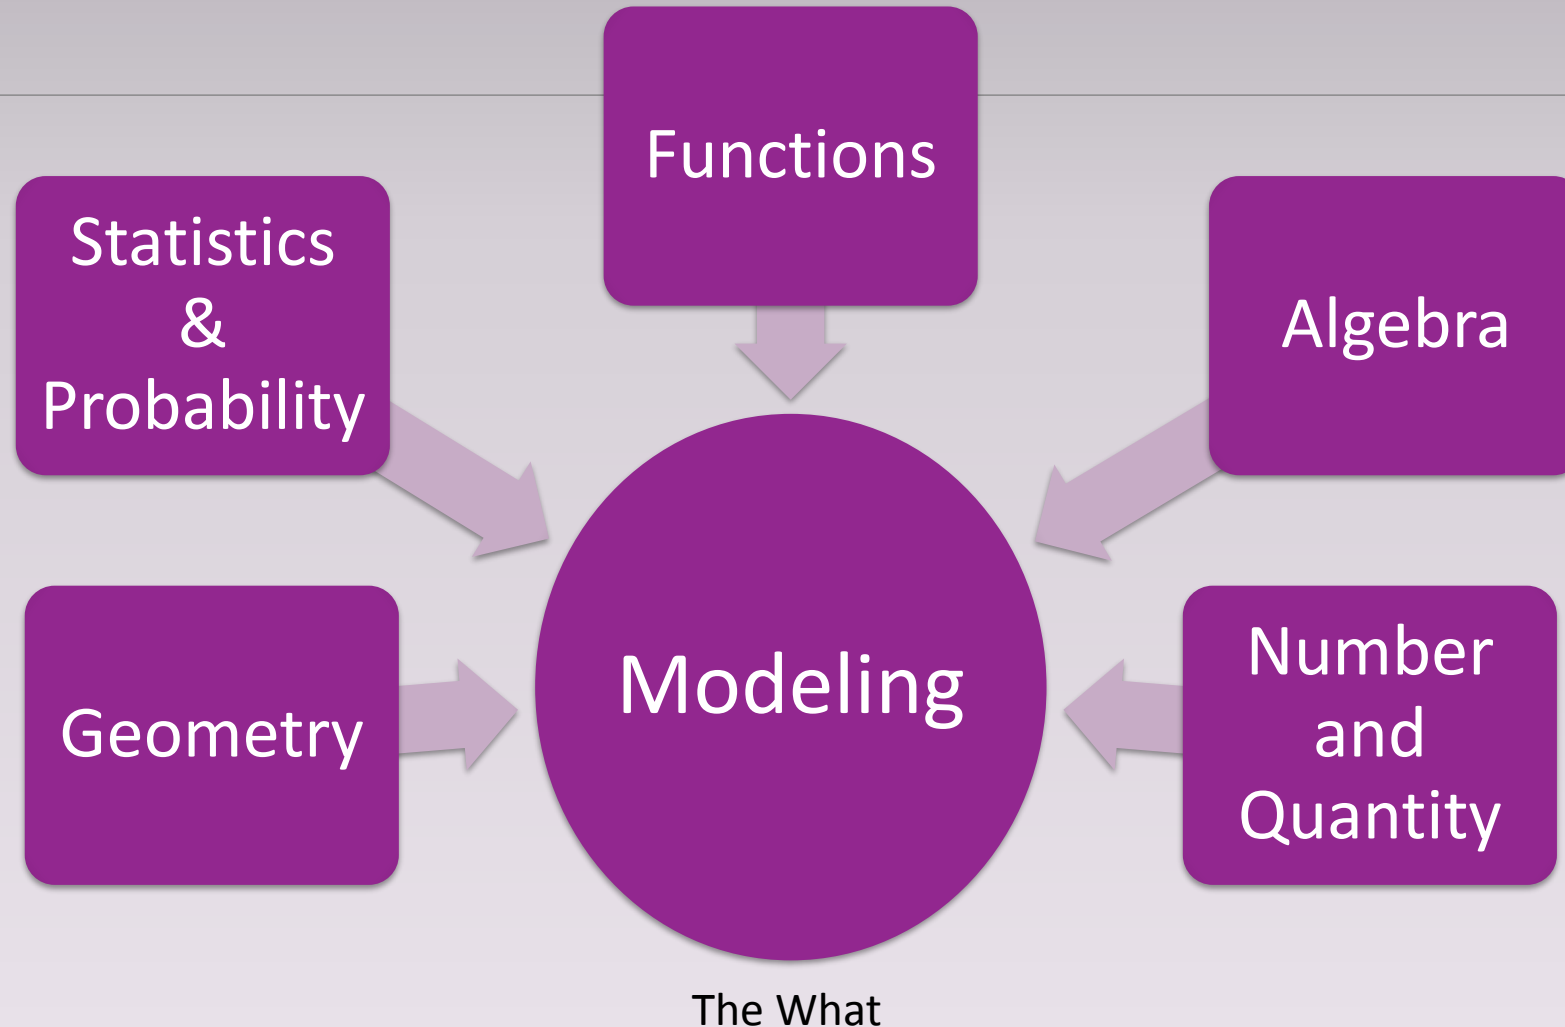 Functions
Statistics
&
Probability
Algebra
Geometry
Modeling
Number
and
Quantity
The What